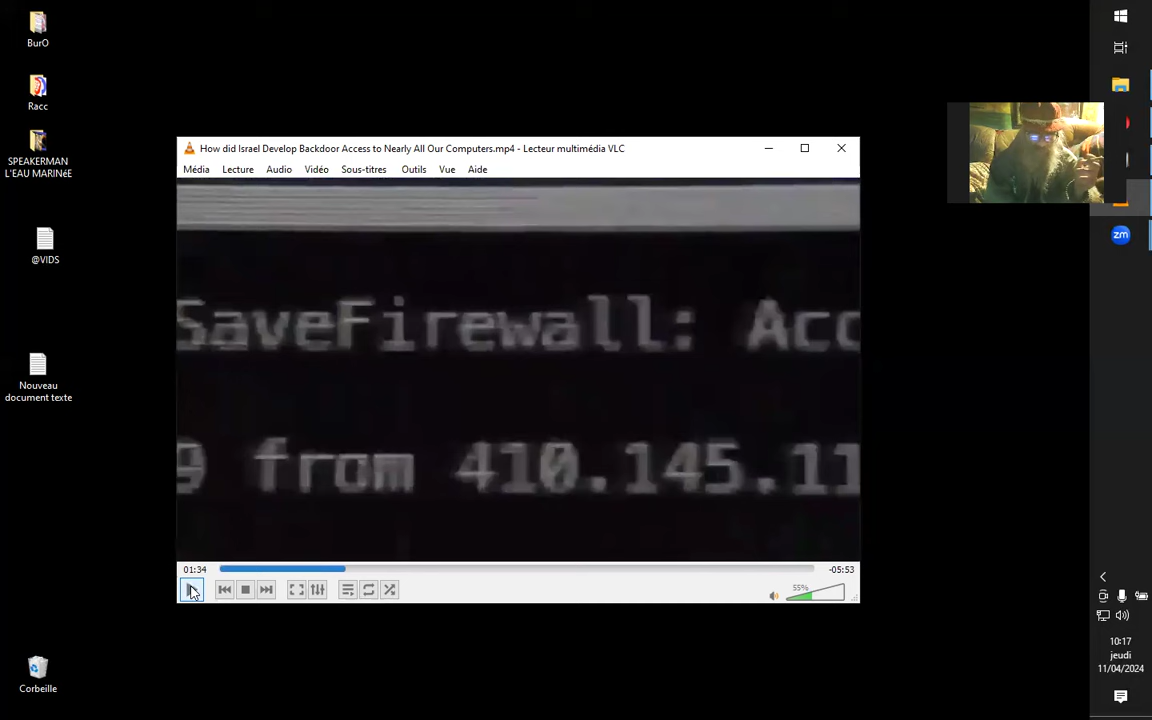 BurO
Racc
SPEAKERMAN
L'EAU MARINéE
@VIDS
Nouveau
document texte
Corbeille
How did Israel Develop Backdoor Access to Nearly All Our Computers.mp4 - Lecteur multimédia VLC
Média Lecture Audio Vidéo Sous-titres Outils Vue Aide
SaveFirewall: Acc
9 from 410.145.11
01:34 -05:53
55%
zm
10:17
jeudi
11/04/2024